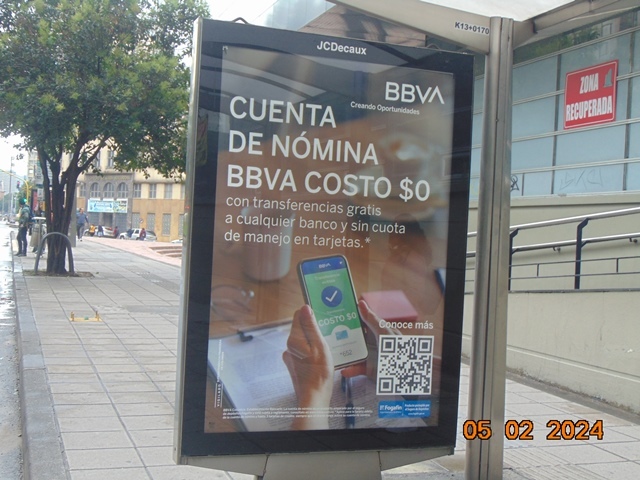 K13+0170
JCDecaux
BBVA
Creando Oportunidades
CUENTA
DE NÓMINA
BBVA COSTO $0
con transferencias gratis
a cualquier banco y sin cuota
de manejo en tarjetas.*
BBVA
COSTO $0
Conoce más
Fogafín
ZONA
RECUPERADA
05 02 2024